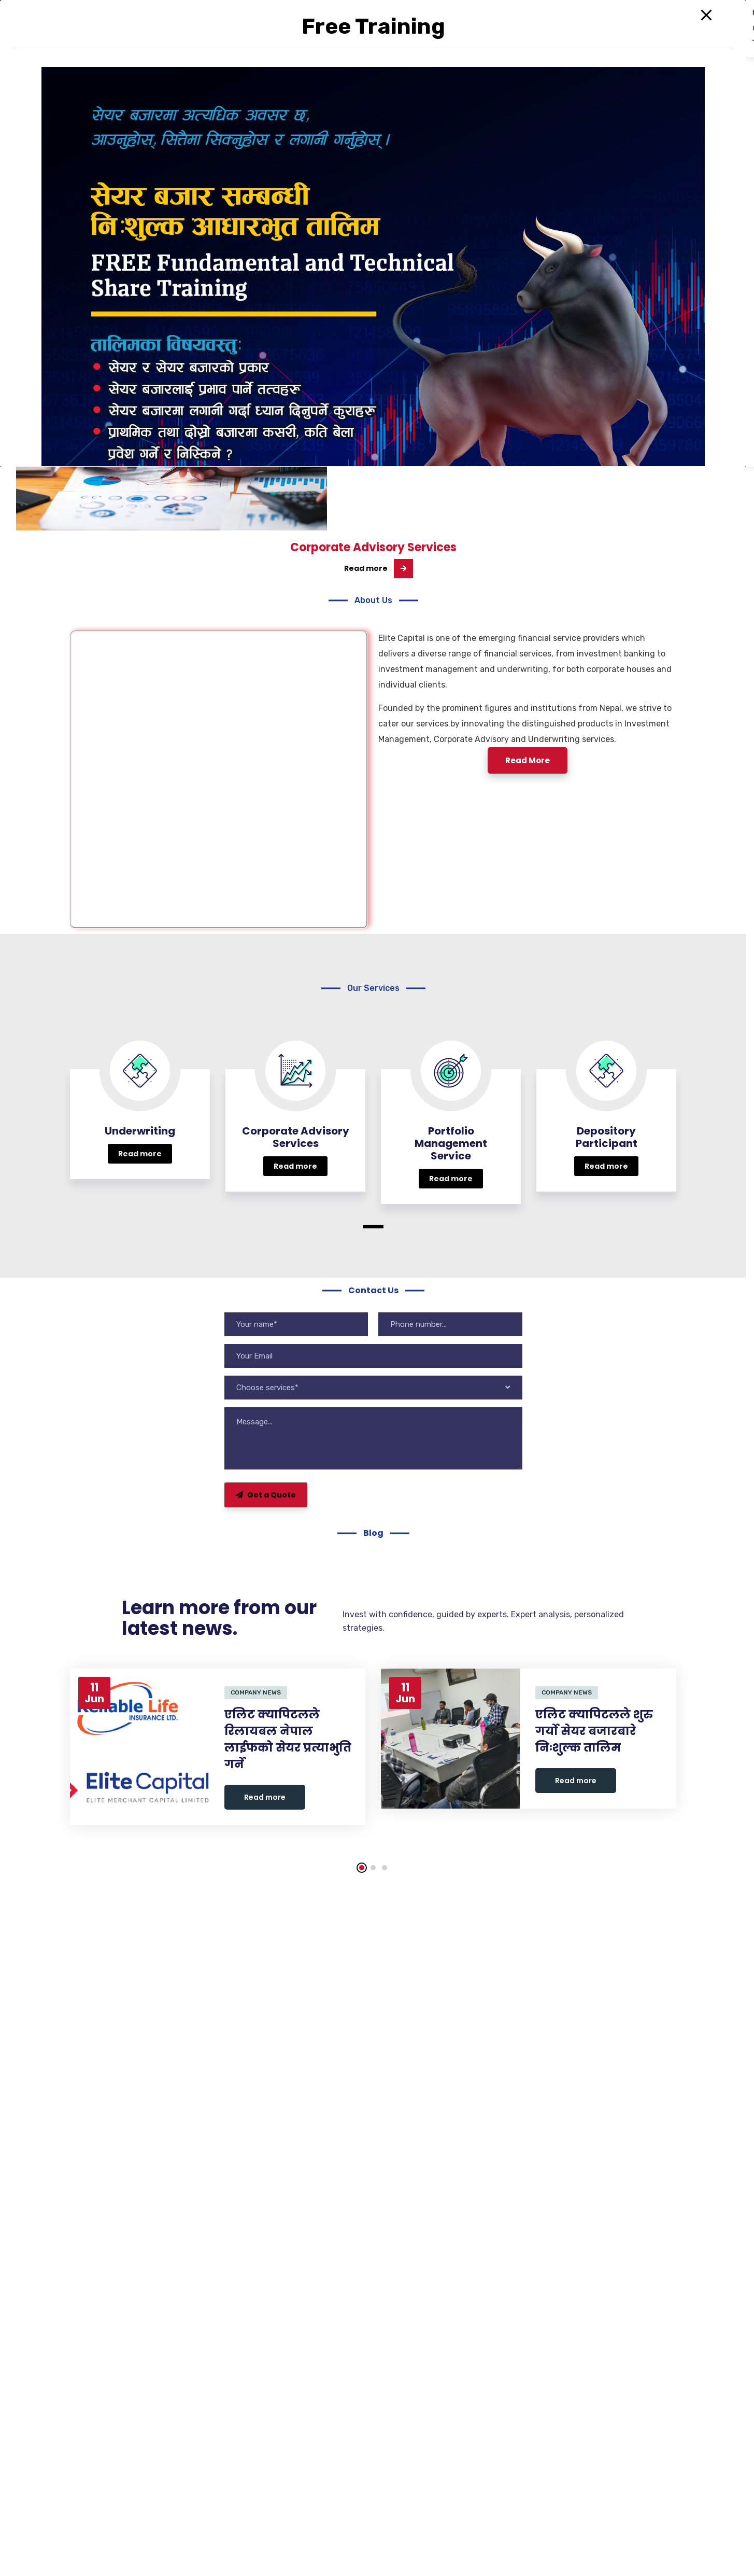 Free Training
सेयर बजारमा अत्यधिक अवसर छ,
आउनुहोस्, सित्तैमा सिक्नुहोस् र लगानी गर्नुहोस् ।
सेयर बजार सम्बन्धी
निःशुल्क आधारभुत तालिम
FREE Fundamental and Technical
Share Training
तालिमका विषयवस्तुः
सेयर र सेयर बजारको प्रकार
सेयर बजारलाई प्रभाव पार्ने तत्वहरू
सेयर बजारमा लगानी गर्दा ध्यान दिनुपर्ने कुराहरू
प्राथमिक तथा दोस्रो बजारमा कसरी, कति बेला
प्रवेश गर्ने र निस्किने ?
Corporate Advisory Services
Read more
About Us
Elite Capital is one of the emerging financial service providers which
delivers a diverse range of financial services, from investment banking to
investment management and underwriting, for both corporate houses and
individual clients.
Founded by the prominent figures and institutions from Nepal, we strive to
cater our services by innovating the distinguished products in Investment
Management, Corporate Advisory and Underwriting services.
Read More
Our Services
Underwriting
Read more
Corporate Advisory
Services
Read more
Portfolio
Management
Service
Read more
Depository
Participant
Read more
Contact Us
Your name*
Phone number...
Your Email
Choose services*
Message...
Get a Quote
Blog
Learn more from our
latest news.
Invest with confidence, guided by experts. Expert analysis, personalized
strategies.
11
Jun
Life
INSURANCE LTD.
Elite Capital
ELITE MERCHANT CAPITAL LIMITED
COMPANY NEWS
एलिट क्यापिटलले
रिलायबल नेपाल
लाईफको सेयर प्रत्याभुति
गर्ने
Read more
11
Jun
COMPANY NEWS
एलिट क्यापिटलले शुरु
गर्यो सेयर बजारबारे
निःशुल्क तालिम
Read more